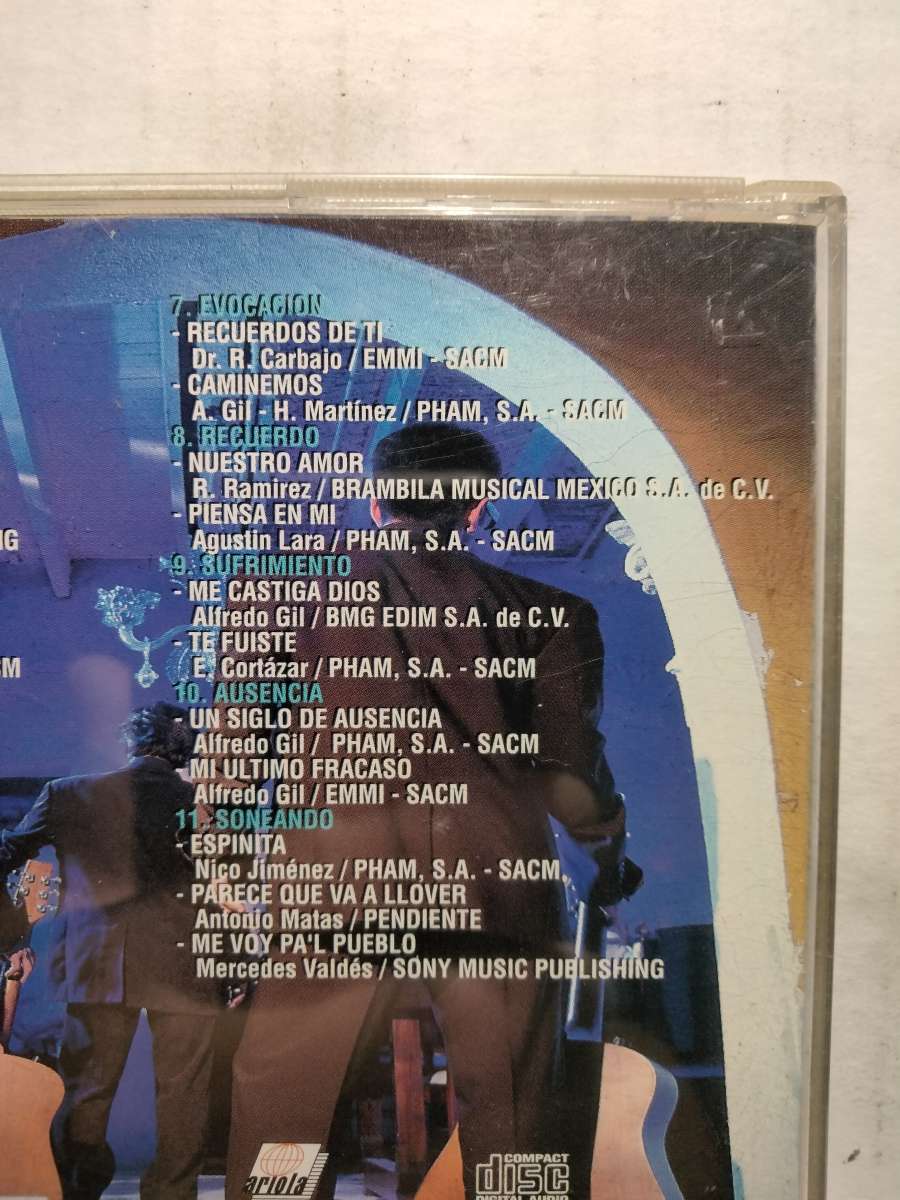 7. EVOCACION
- RECUERDOS DE TI
Dr. R. Carbajo / EMMI - SACM
- CAMINEMOS
A. Gil - H. Martínez / PHAM, S.A. - SACM
8. RECUERDO
- NUESTRO AMOR
R. Ramirez / BRAMBILA MUSICAL MEXICO S.A. de C.V.
- PIENSA EN MI
Agustin Lara / PHAM, S.A. - SACM
9. SUFRIMIENTO
- ME CASTIGA DIOS
Alfredo Gil / BMG EDIM S.A. de C.V.
- TE FUISTE
E. Cortázar / PHAM, S.A. - SACM
10. AUSENCIA
- UN SIGLO DE AUSENCIA
Alfredo Gil / PHAM, S.A. - SACM
MI ULTIMO FRACASO
Alfredo Gil / EMMI - SACM
11. SONEANDO
- ESPINITA
Nico Jiménez / PHAM, S.A. - SACM
- PARECE QUE VA A LLOVER
Antonio Matas / PENDIENTE
- ME VOY PA'L PUEBLO
Mercedes Valdés / SONY MUSIC PUBLISHING
ariola
COMPACT
disc
DIGITAL AUDIO